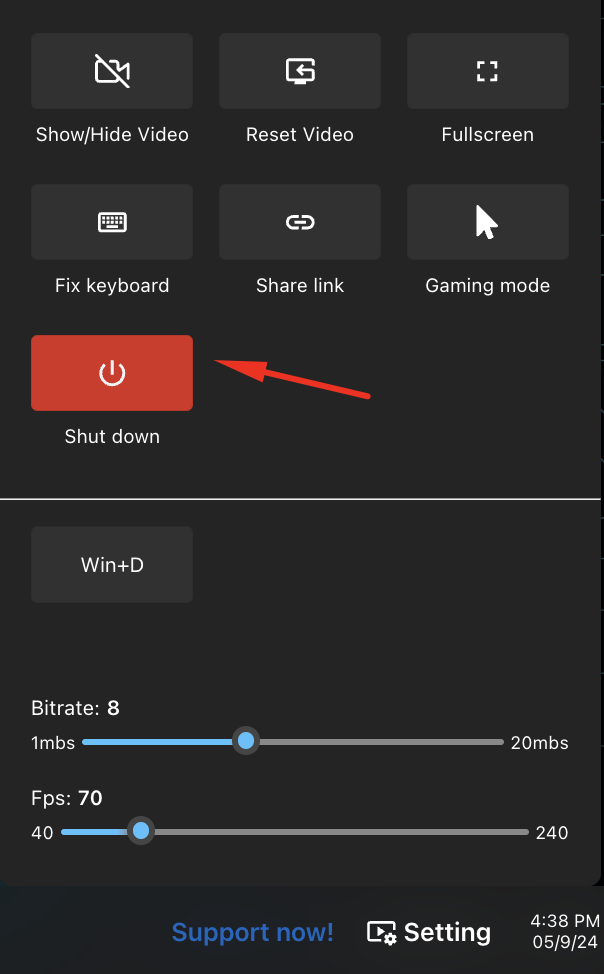 Show/Hide Video
Reset Video
Fullscreen
Fix keyboard
Share link
Gaming mode
Shut down
Win+D
Bitrate: 8
1mbs
20mbs
Fps: 70
40
240
Support now!
Setting
4:38 PM
05/9/24